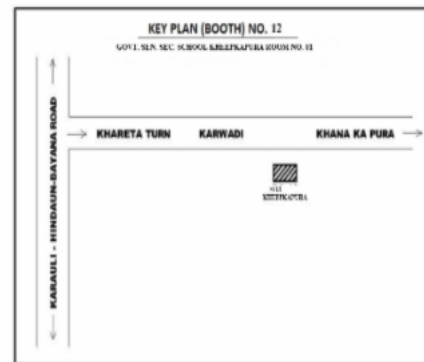 KEY PLAN (BOOTH) NO. 12
GOVT. SEN. SEC. SCHOOL KHEEPKAPURA ROOM NO. 01
KARAULI - HINDAUN-BAYANA ROAD
KHARETA TURN KARWADI KHANA KA PURA
KHEEPKAPURA